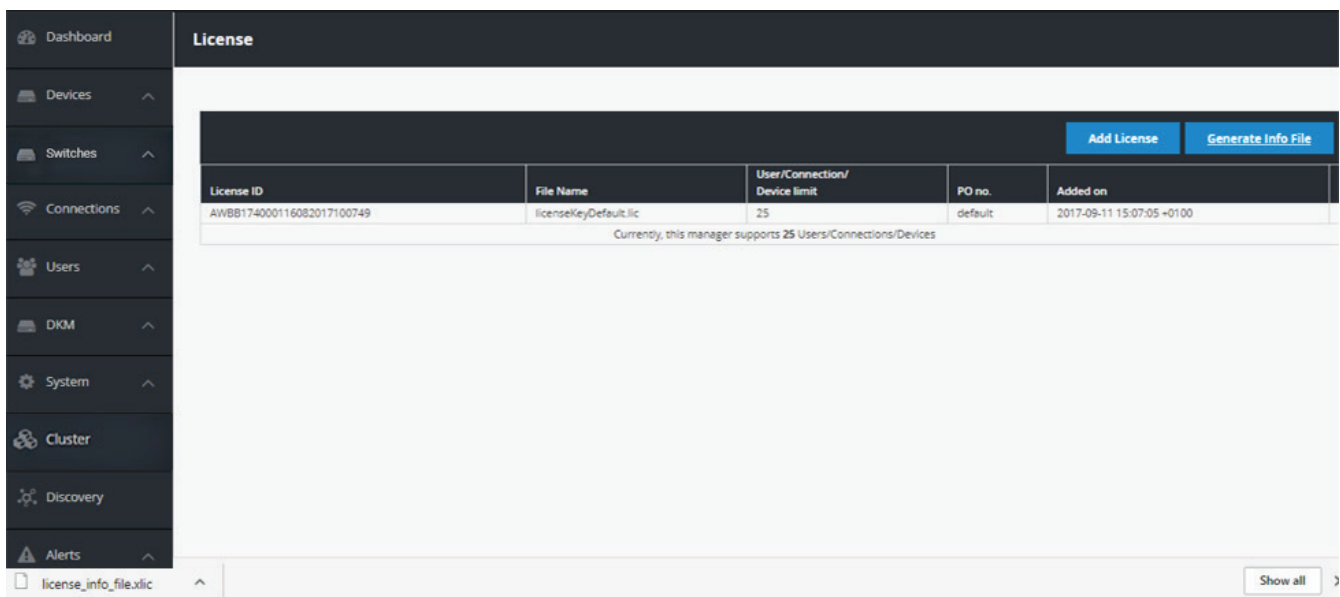 Dashboard
License
Devices
Add License
Generate Info File
Switches
License ID
File Name
User/Connection/
Device limit
PO no.
Added on
AWBB174000116082017100749
licenseKeyDefault.lic
25
default
2017-09-11 15:07:05 +0100
Currently, this manager supports 25 Users/Connections/Devices
Connections
Users
DKM
System
Cluster
Discovery
Alerts
license_info_file.xlic
Show all